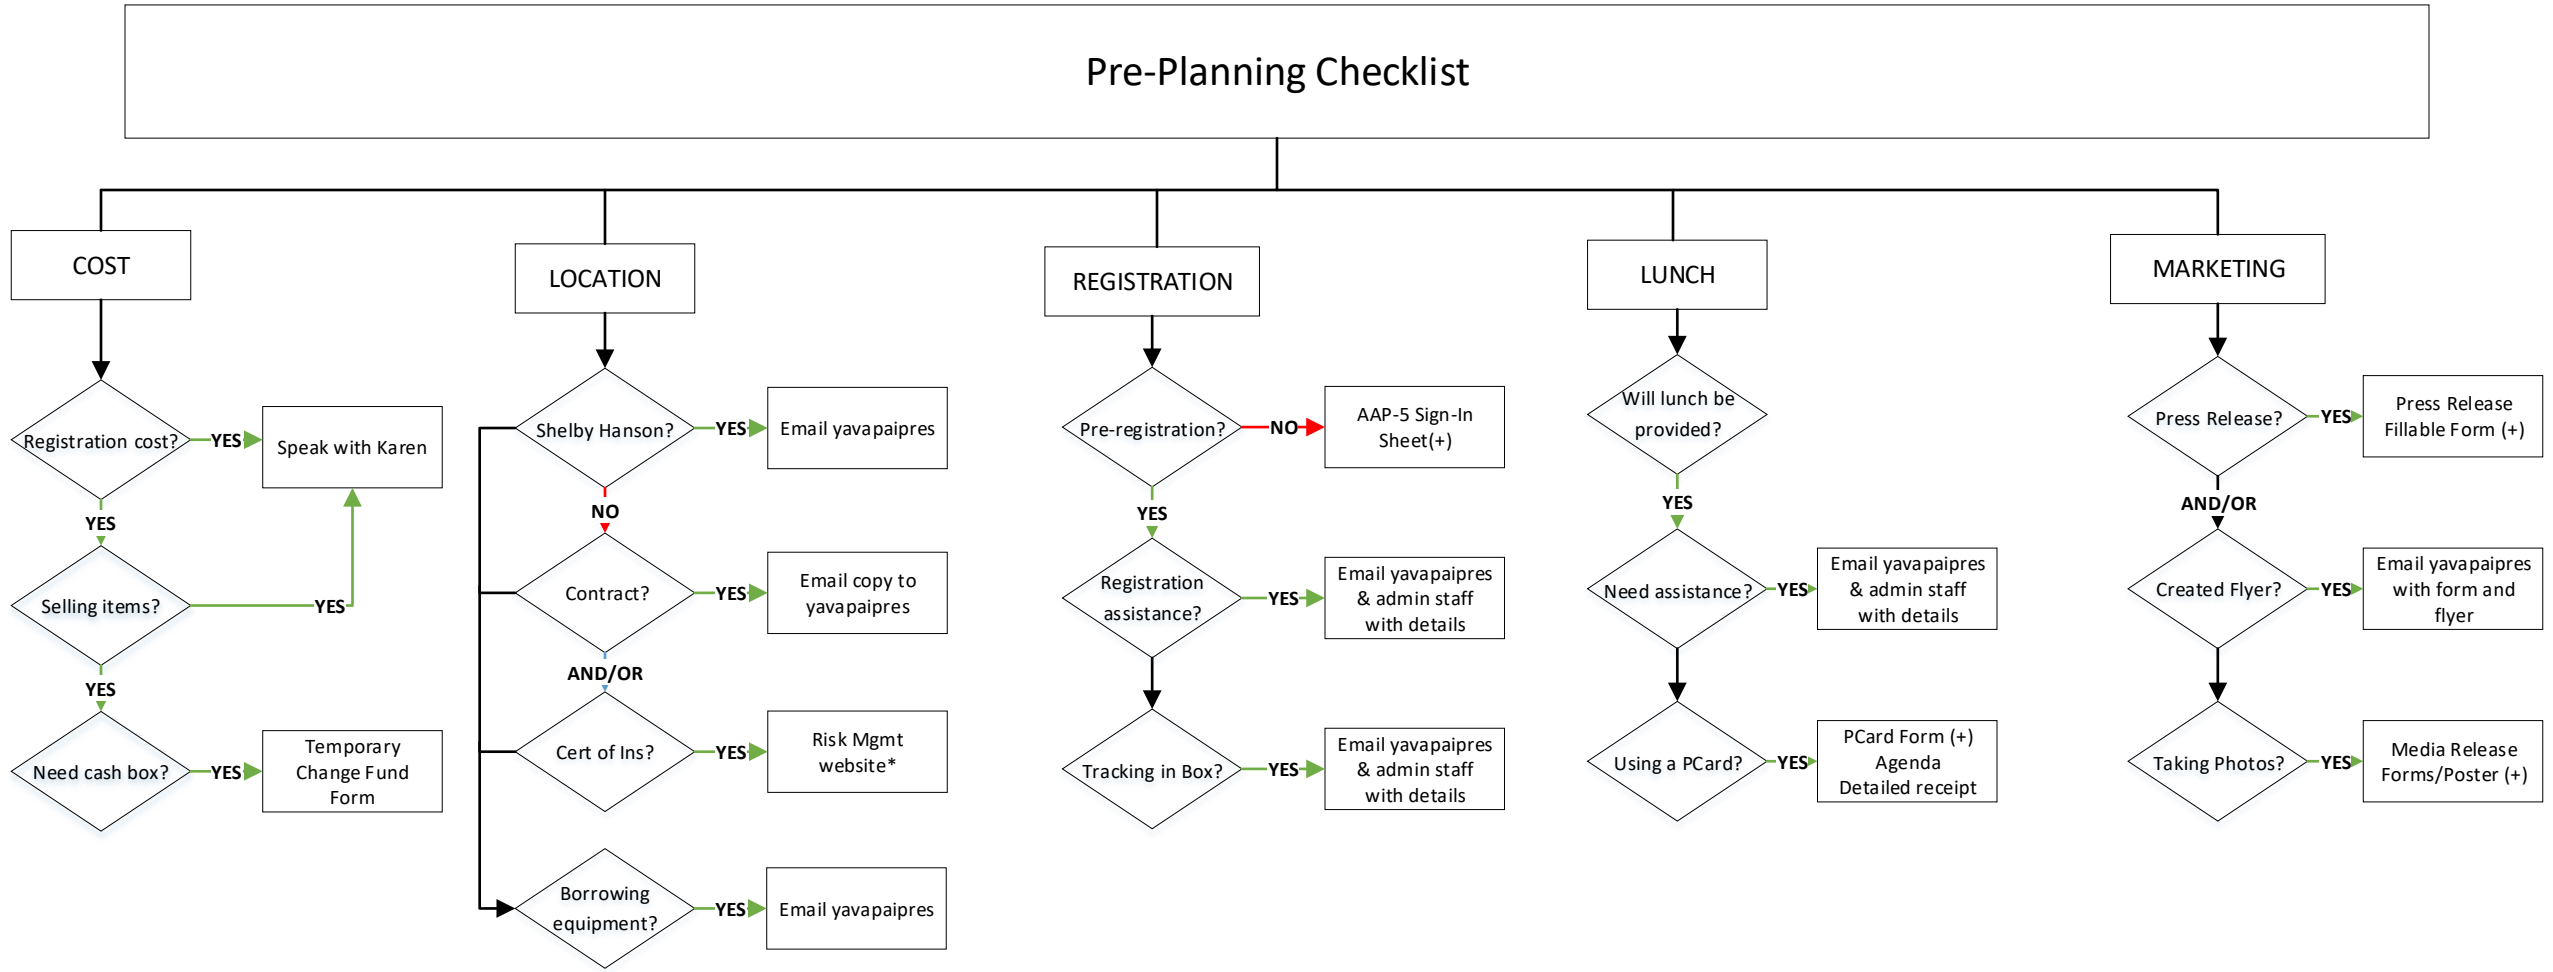 Pre-Planning Checklist
COST
LOCATION
REGISTRATION
LUNCH
MARKETING
Registration cost?
YES
Speak with Karen
YES
Selling items?
YES
YES
Need cash box?
YES
Temporary
Change Fund
Form
Shelby Hanson?
YES
Email yavapaipres
NO
Contract?
YES
Email copy to
yavapaipres
AND/OR
Cert of Ins?
YES
Risk Mgmt
website*
Borrowing
equipment?
YES
Email yavapaipres
Pre-registration?
NO
AAP-5 Sign-In
Sheet(+)
YES
Registration
assistance?
YES
Email yavapaipres
& admin staff
with details
Tracking in Box?
YES
Email yavapaipres
& admin staff
with details
Will lunch be
provided?
YES
Need assistance?
YES
Email yavapaipres
& admin staff
with details
Using a PCard?
YES
PCard Form (+)
Agenda
Detailed receipt
Press Release?
YES
Press Release
Fillable Form (+)
AND/OR
Created Flyer?
YES
Email yavapaipres
with form and
flyer
Taking Photos?
YES
Media Release
Forms/Poster (+)